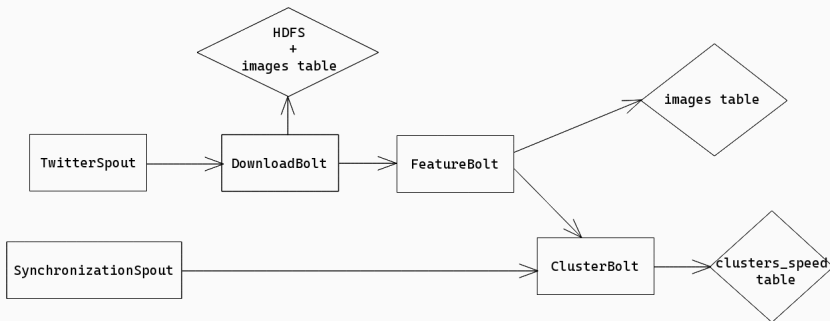 HDFS
+
images table
images table
TwitterSpout
DownloadBolt
FeatureBolt
SynchronizationSpout
ClusterBolt
clusters_speed
table